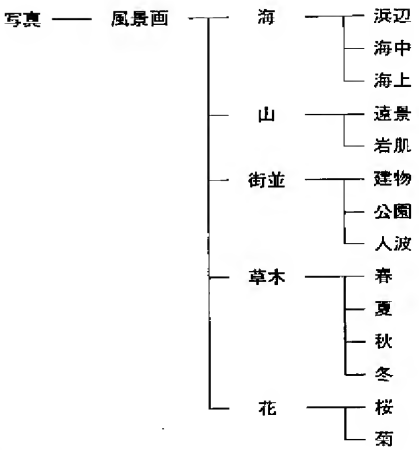 写真 風景画 海 浜辺
海中
海上
山 遠景
岩肌
街並 建物
公園
人波
草木 春
夏
秋
冬
花 桜
菊